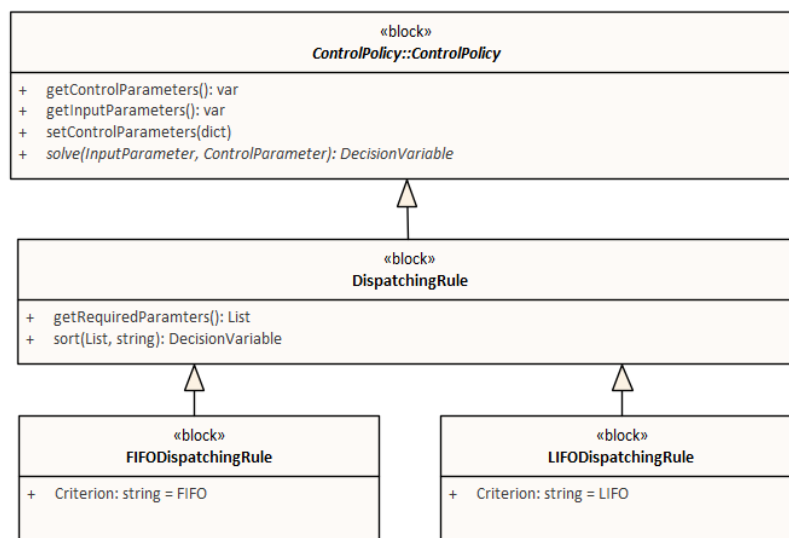 «block»
ControlPolicy::ControlPolicy
+ getControlParameters(): var
+ getInputParameters(): var
+ setControlParameters(dict)
+ solve(InputParameter, ControlParameter): DecisionVariable
«block»
DispatchingRule
+ getRequiredParamters(): List
+ sort(List, string): DecisionVariable
«block»
FIFODispatchingRule
+ Criterion: string = FIFO
«block»
LIFODispatchingRule
+ Criterion: string = LIFO